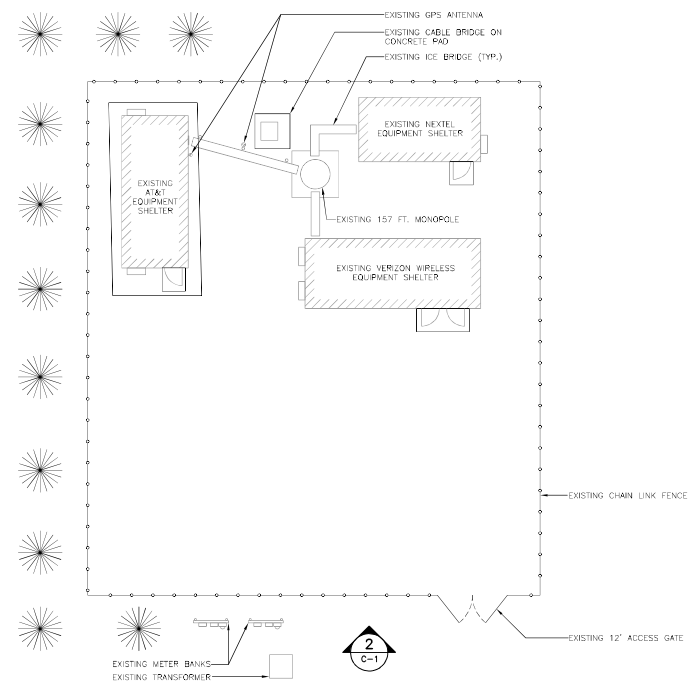 EXISTING GPS ANTENNA
EXISTING CABLE BRIDGE ON
CONCRETE PAD
EXISTING ICE BRIDGE (TYP.)
EXISTING NEXTEL
EQUIPMENT SHELTER
EXISTING
AT&T
EQUIPMENT
SHELTER
EXISTING 157 FT. MONOPOLE
EXISTING VERIZON WIRELESS
EQUIPMENT SHELTER
EXISTING CHAIN LINK FENCE
EXISTING 12' ACCESS GATE
2
C-1
EXISTING METER BANKS
EXISTING TRANSFORMER